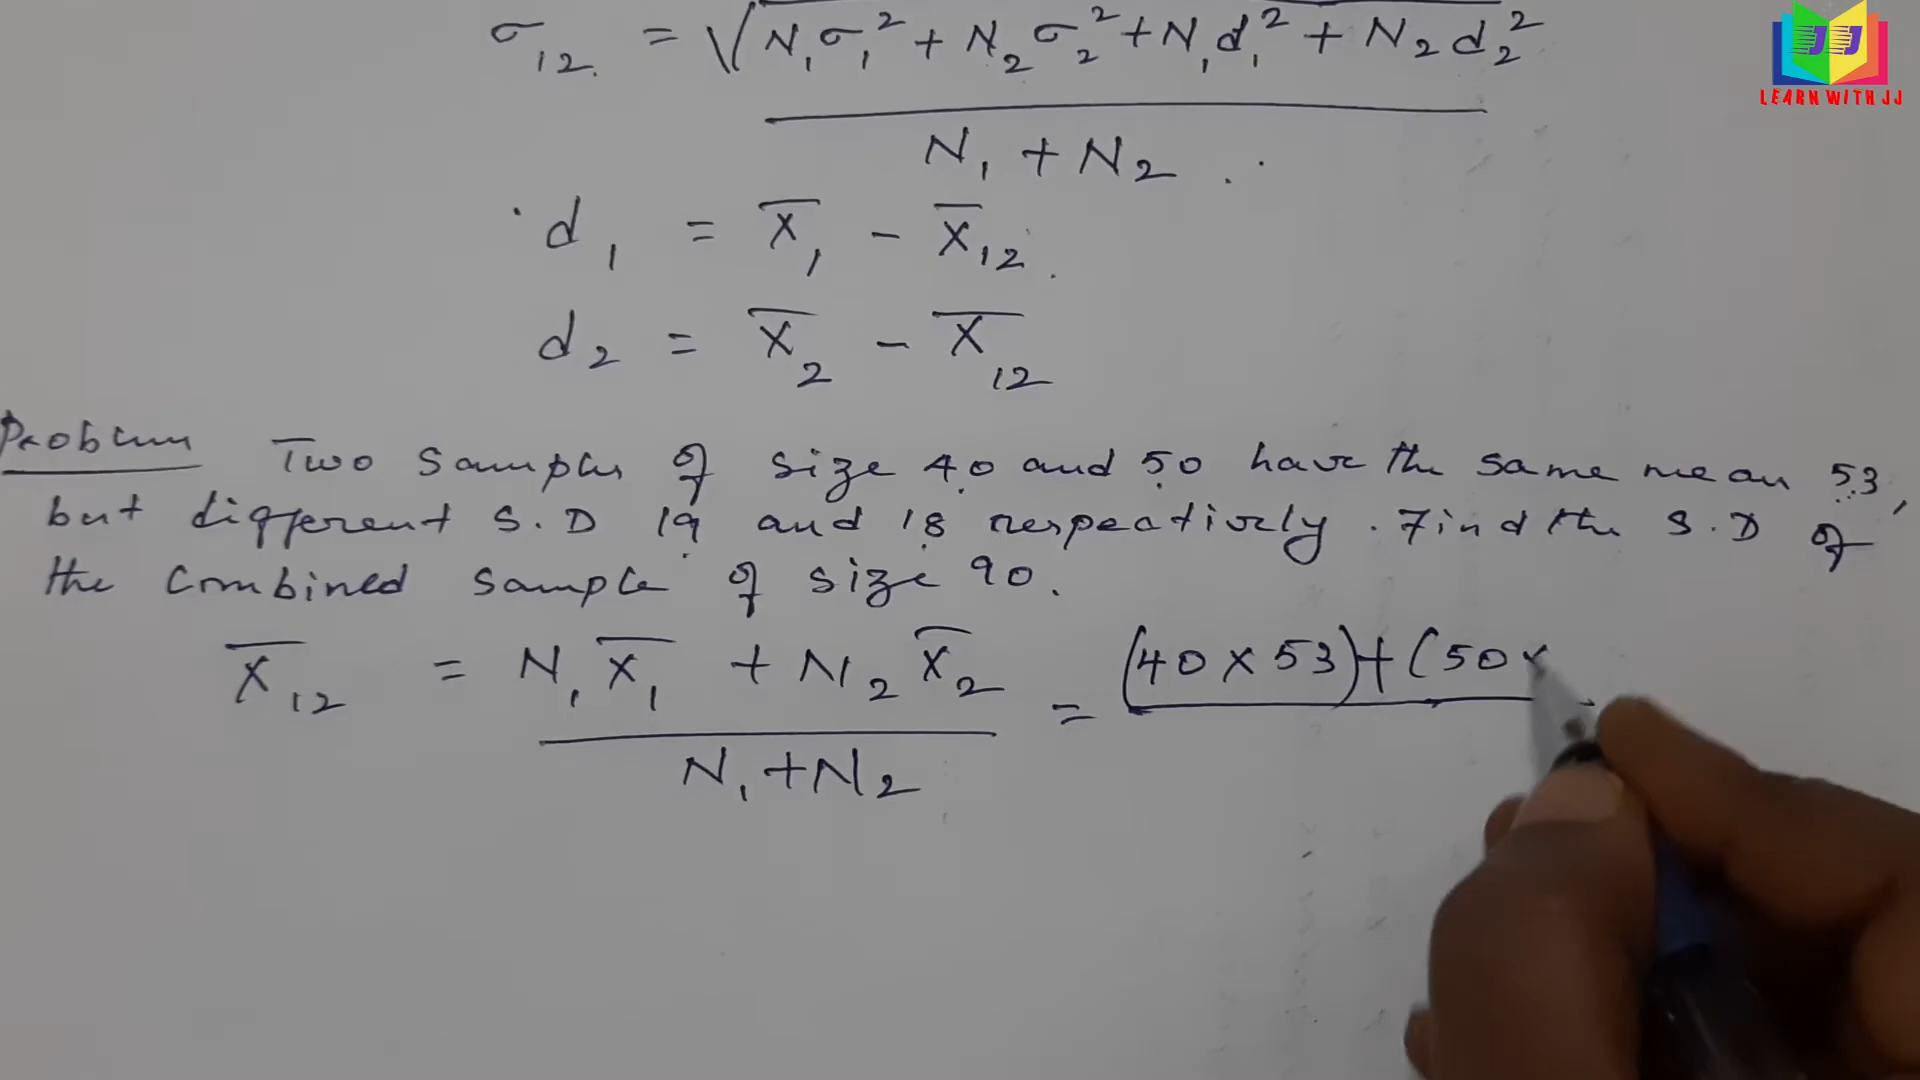 σ₁₂. = √N₁σ₁² + N₂σ₂² + N₁d₁² + N₂d₂²
N₁ + N₂ .
JJ
LEARN WITH JJ
d₁ = X̄₁ - X̄₁₂.
d₂ = X̄₂ - X̄₁₂
Problem Two samples of size 40 and 50 have the same mean 53,
but different S.D 19 and 18 respectively. Find the S.D of
the combined sample of size 90.
X̄₁₂ = N₁X̄₁ + N₂X̄₂ = (40 × 53) + (50 ×
N₁ + N₂